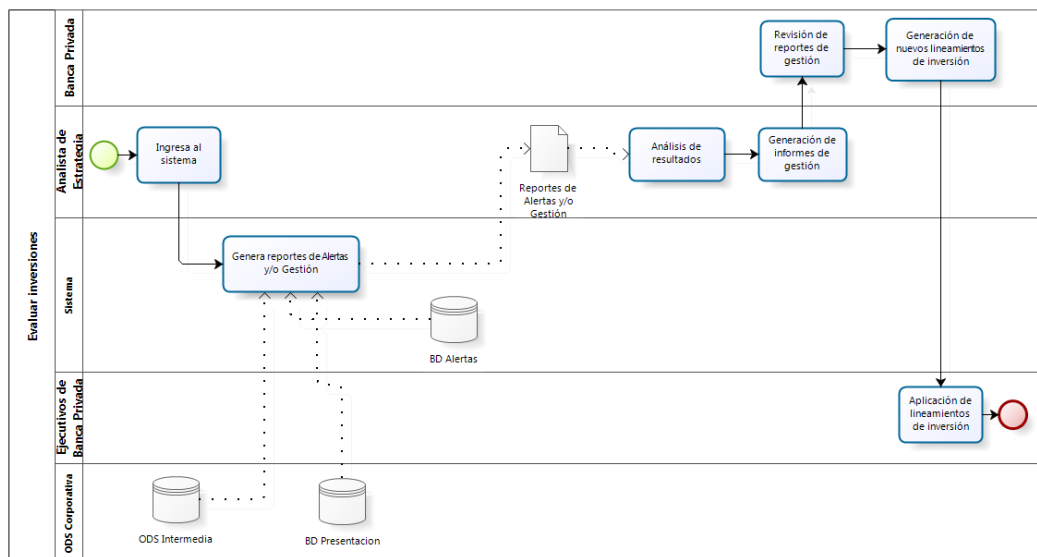 Evaluar inversiones
Banca Privada
Revisión de
reportes de
gestión
Generación de
nuevos lineamientos
de inversión
Analista de
Estrategia
Ingresa al
sistema
Reportes de
Alertas y/o
Gestión
Análisis de
resultados
Generación de
informes de
gestión
Sistema
Genera reportes de Alertas
y/o Gestión
BD Alertas
Ejecutivos de
Banca Privada
Aplicación de
lineamientos
de inversión
ODS Corporativa
ODS Intermedia
BD Presentacion